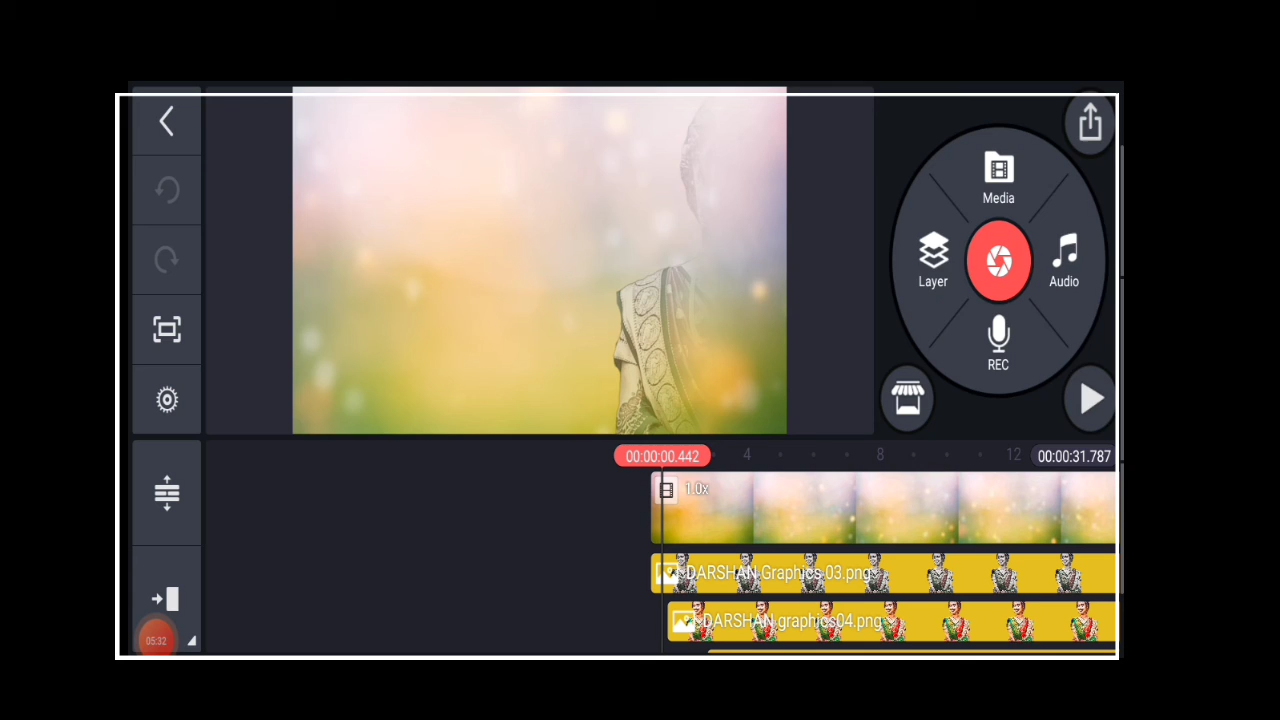 Media
Layer
Audio
REC
00:00:00.442
4
8
12
00:00:31.787
1.0x
DARSHAN Graphics 03.png
DARSHAN graphics04.png
05:32